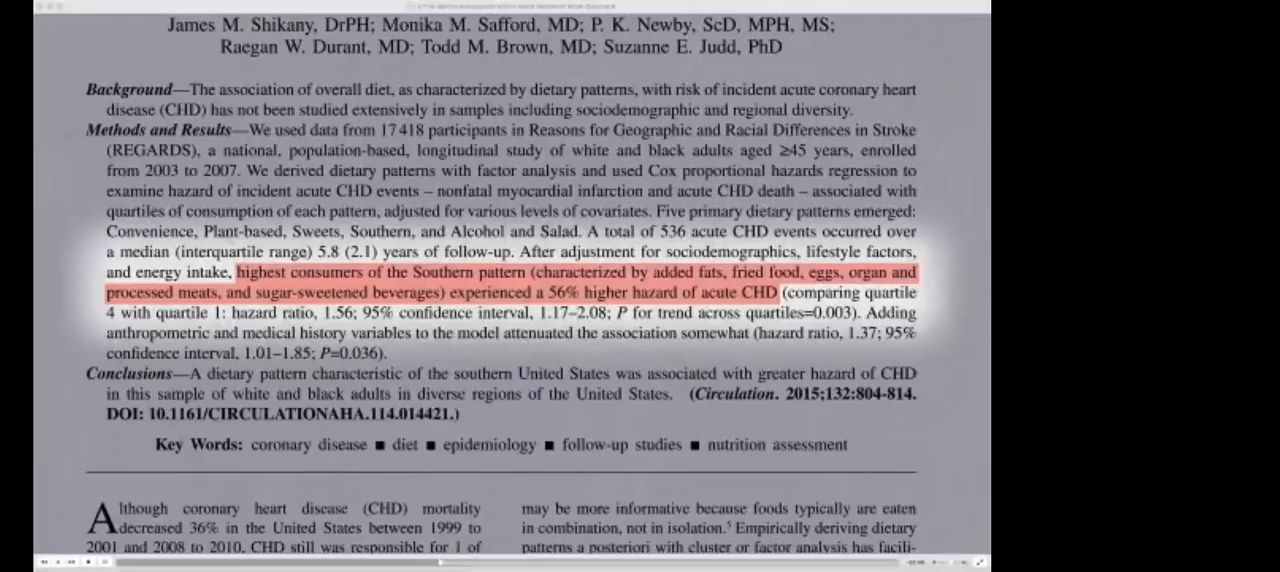 James M. Shikany, DrPH; Monika M. Safford, MD; P. K. Newby, ScD, MPH, MS;
Raegan W. Durant, MD; Todd M. Brown, MD; Suzanne E. Judd, PhD
Background—The association of overall diet, as characterized by dietary patterns, with risk of incident acute coronary heart
disease (CHD) has not been studied extensively in samples including sociodemographic and regional diversity.
Methods and Results—We used data from 17 418 participants in Reasons for Geographic and Racial Differences in Stroke
(REGARDS), a national, population-based, longitudinal study of white and black adults aged ≥45 years, enrolled
from 2003 to 2007. We derived dietary patterns with factor analysis and used Cox proportional hazards regression to
examine hazard of incident acute CHD events – nonfatal myocardial infarction and acute CHD death – associated with
quartiles of consumption of each pattern, adjusted for various levels of covariates. Five primary dietary patterns emerged:
Convenience, Plant-based, Sweets, Southern, and Alcohol and Salad. A total of 536 acute CHD events occurred over
a median (interquartile range) 5.8 (2.1) years of follow-up. After adjustment for sociodemographics, lifestyle factors,
and energy intake, highest consumers of the Southern pattern (characterized by added fats, fried food, eggs, organ and
processed meats, and sugar-sweetened beverages) experienced a 56% higher hazard of acute CHD (comparing quartile
4 with quartile 1: hazard ratio, 1.56; 95% confidence interval, 1.17–2.08; P for trend across quartiles=0.003). Adding
anthropometric and medical history variables to the model attenuated the association somewhat (hazard ratio, 1.37; 95%
confidence interval, 1.01–1.85; P=0.036).
Conclusions—A dietary pattern characteristic of the southern United States was associated with greater hazard of CHD
in this sample of white and black adults in diverse regions of the United States. (Circulation. 2015;132:804-814.
DOI: 10.1161/CIRCULATIONAHA.114.014421.)
Key Words: coronary disease ■ diet ■ epidemiology ■ follow-up studies ■ nutrition assessment
Although coronary heart disease (CHD) mortality
decreased 36% in the United States between 1999 to
2001 and 2008 to 2010, CHD still was responsible for 1 of
may be more informative because foods typically are eaten
in combination, not in isolation.⁵ Empirically deriving dietary
patterns a posteriori with cluster or factor analysis has facili-